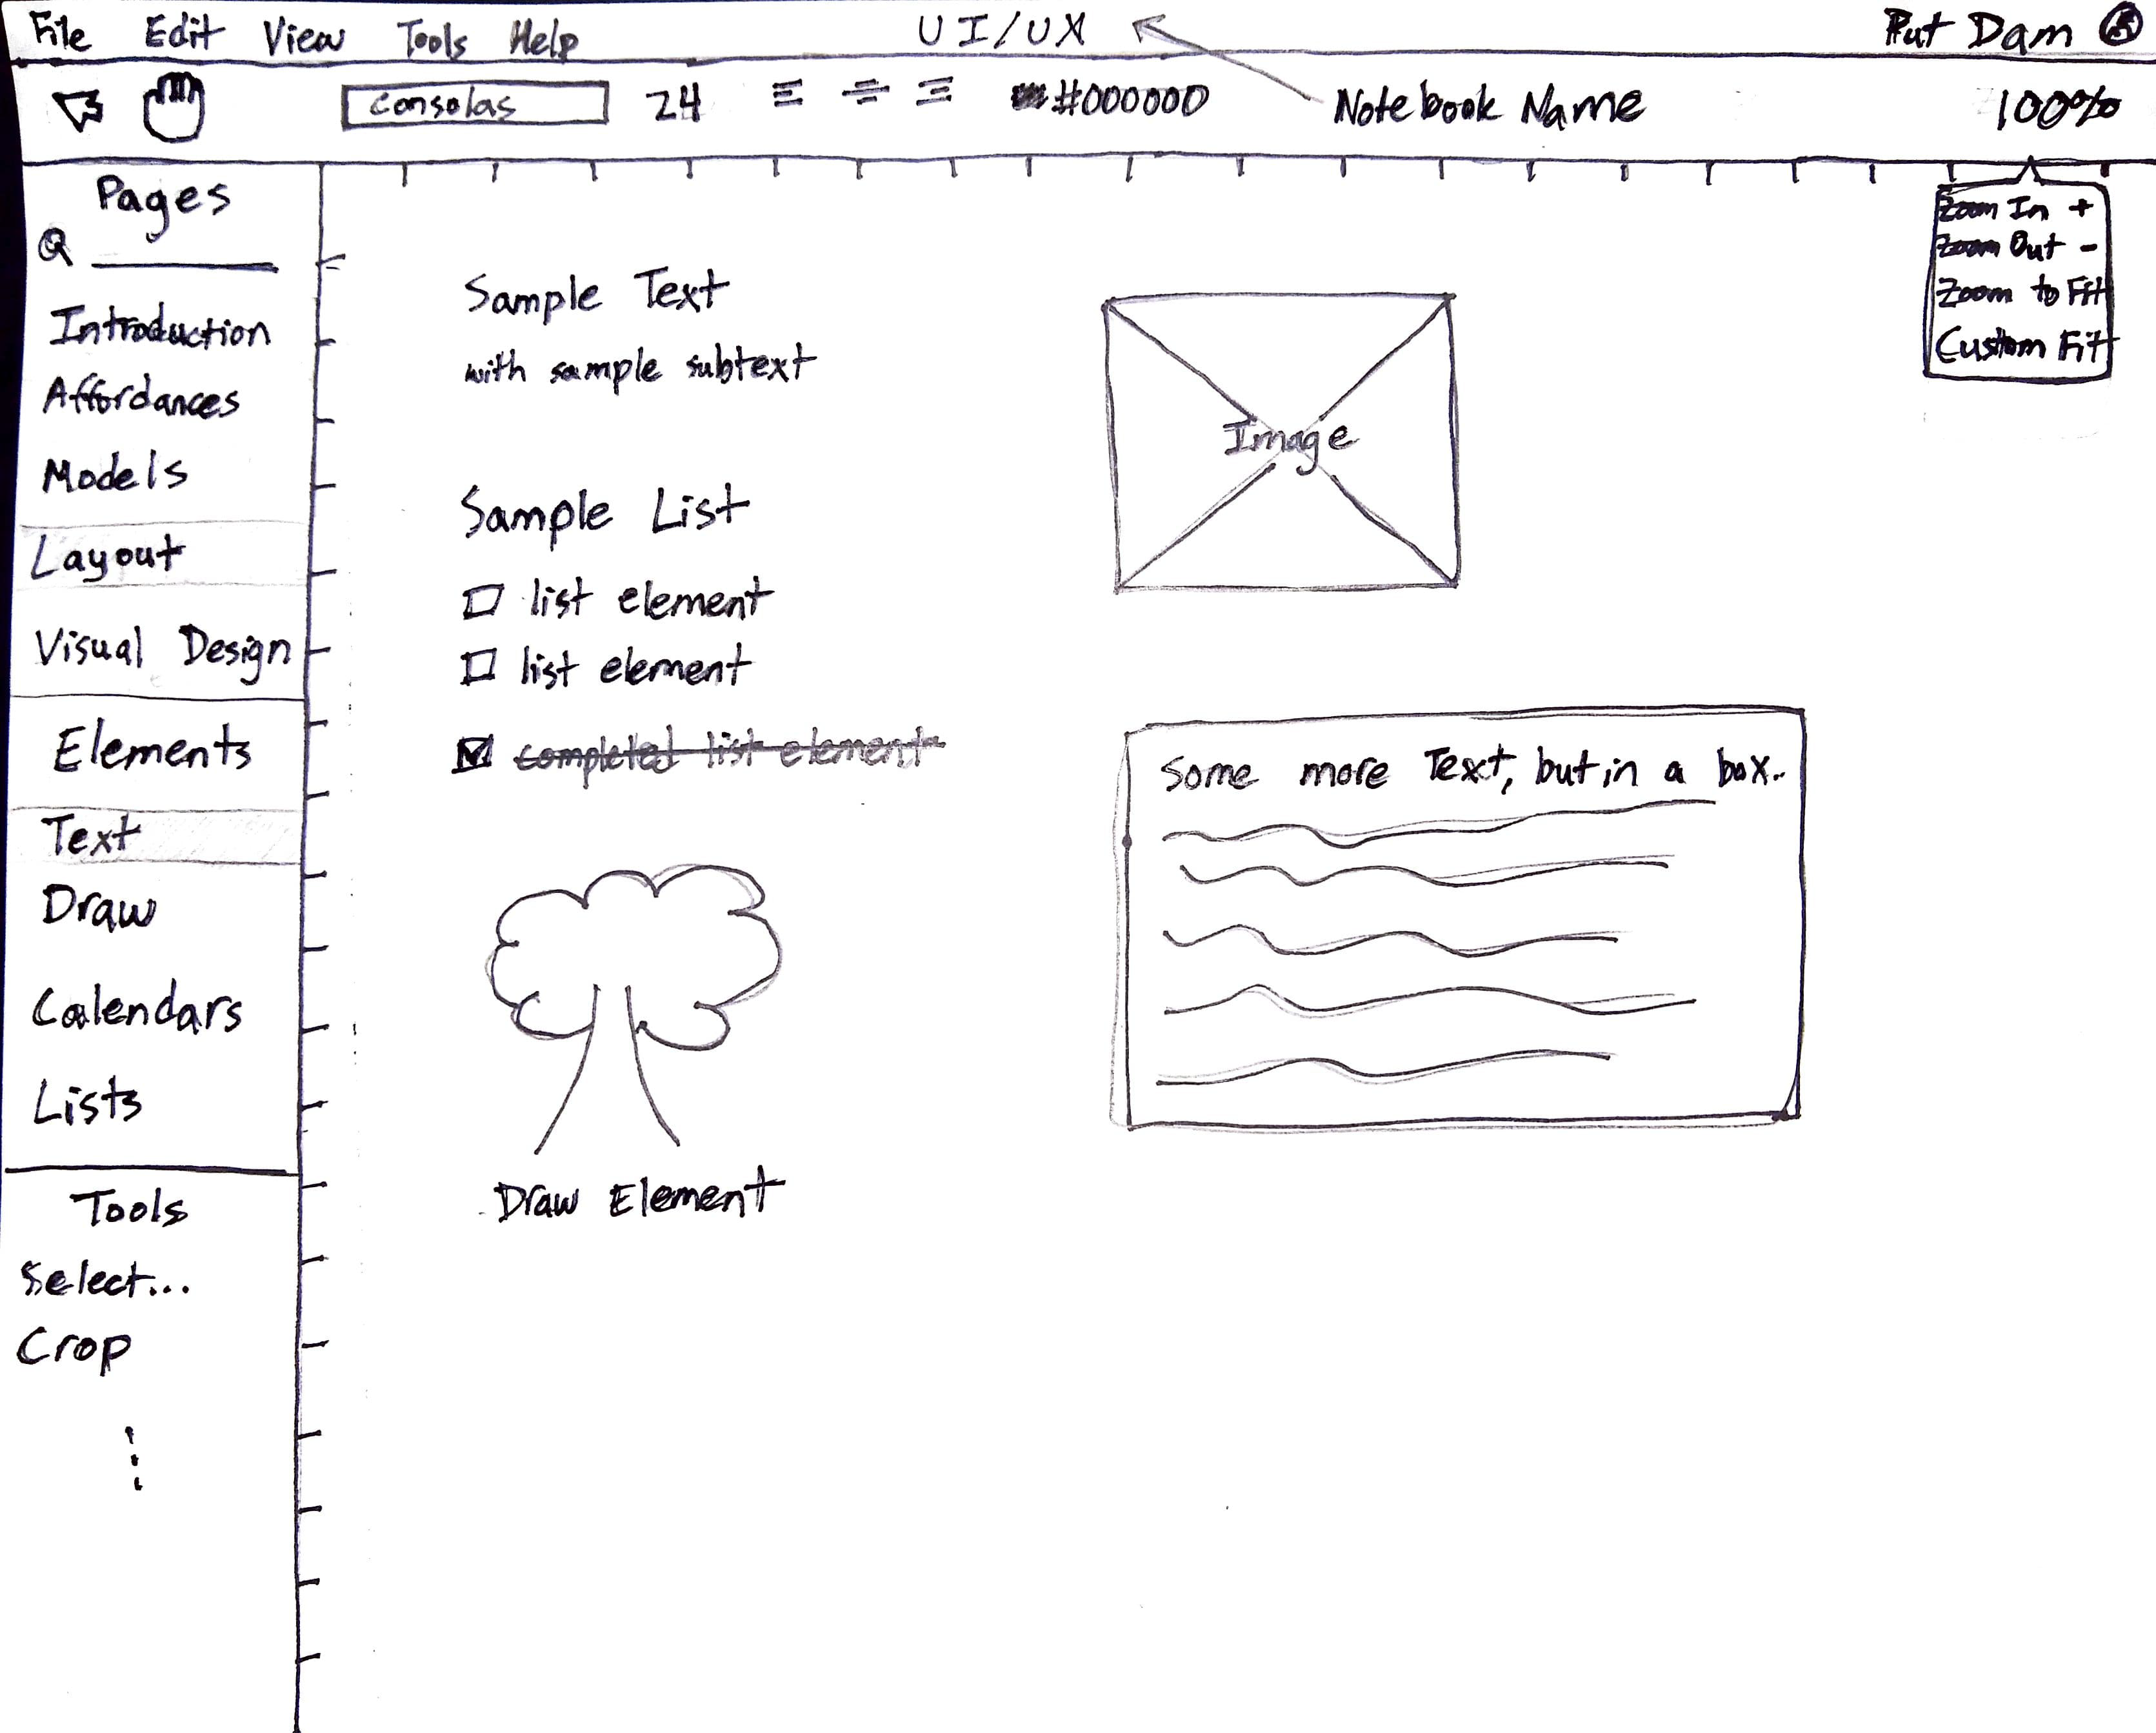 File Edit View Tools Help UI/UX Put Dam
Consolas 24 #000000 Notebook Name 100%
Pages
Zoom In +
Zoom Out -
Zoom to Fit
Custom Fit
Introduction
Affordances
Models
Layout
Visual Design
Elements
Text
Draw
Calendars
Lists
Tools
Select...
Crop
Sample Text
with sample subtext
Sample List
list element
list element
completed list element
Draw Element
Image
Some more Text, but in a box.